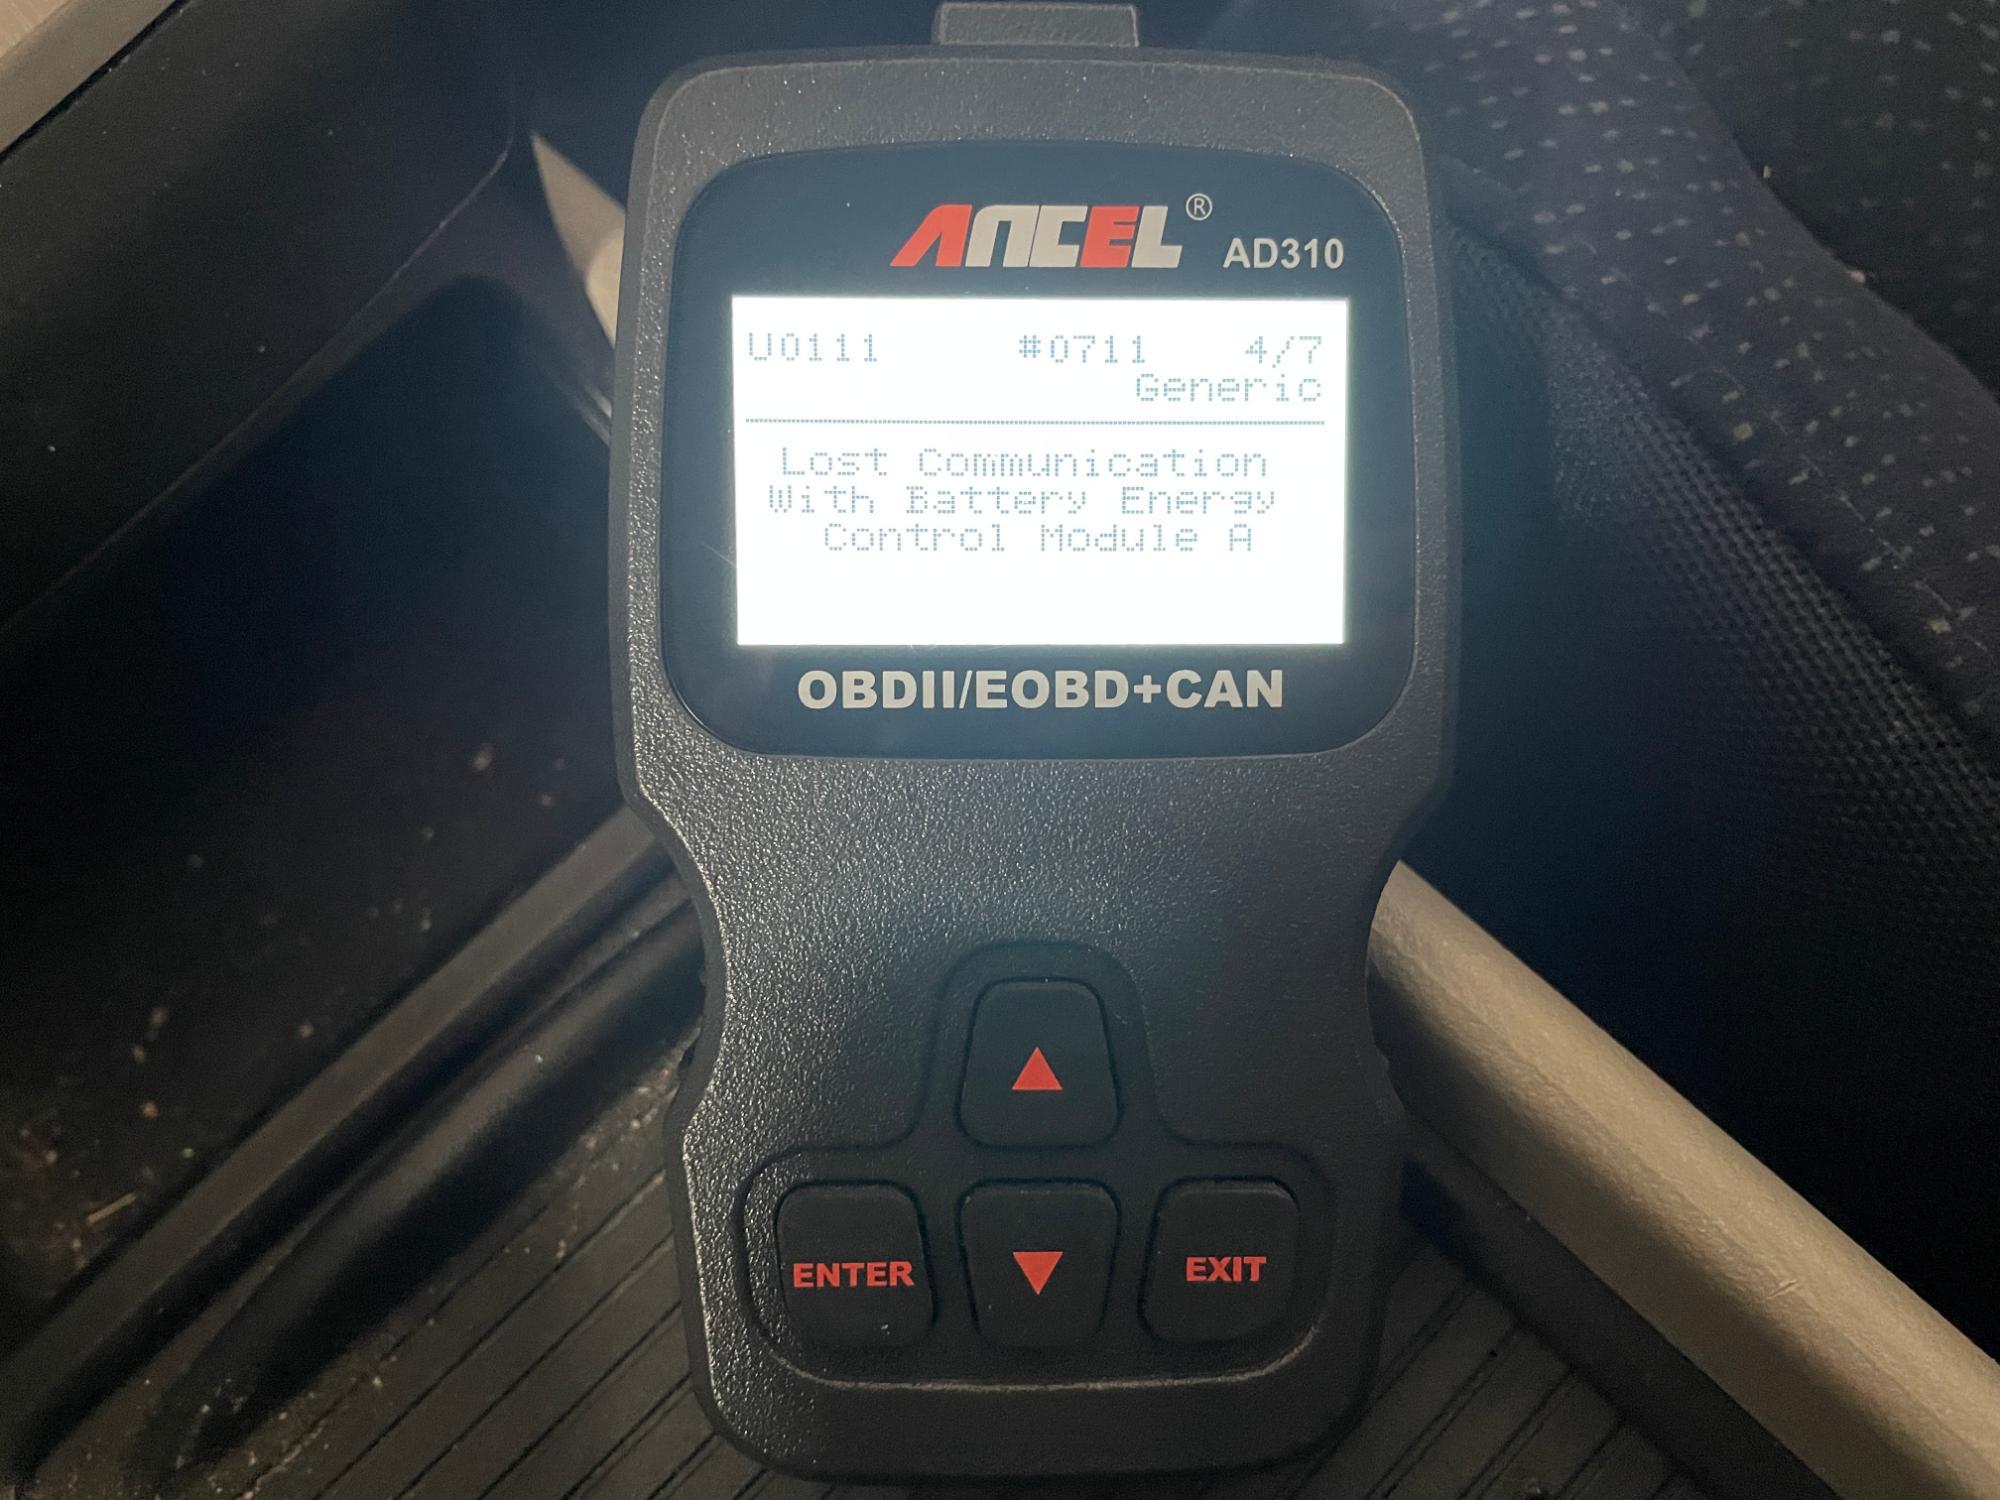 ANCEL® AD310
U0111 #0711 4/7
Generic
Lost Communication
With Battery Energy
Control Module A
OBDII/EOBD+CAN
ENTER
EXIT